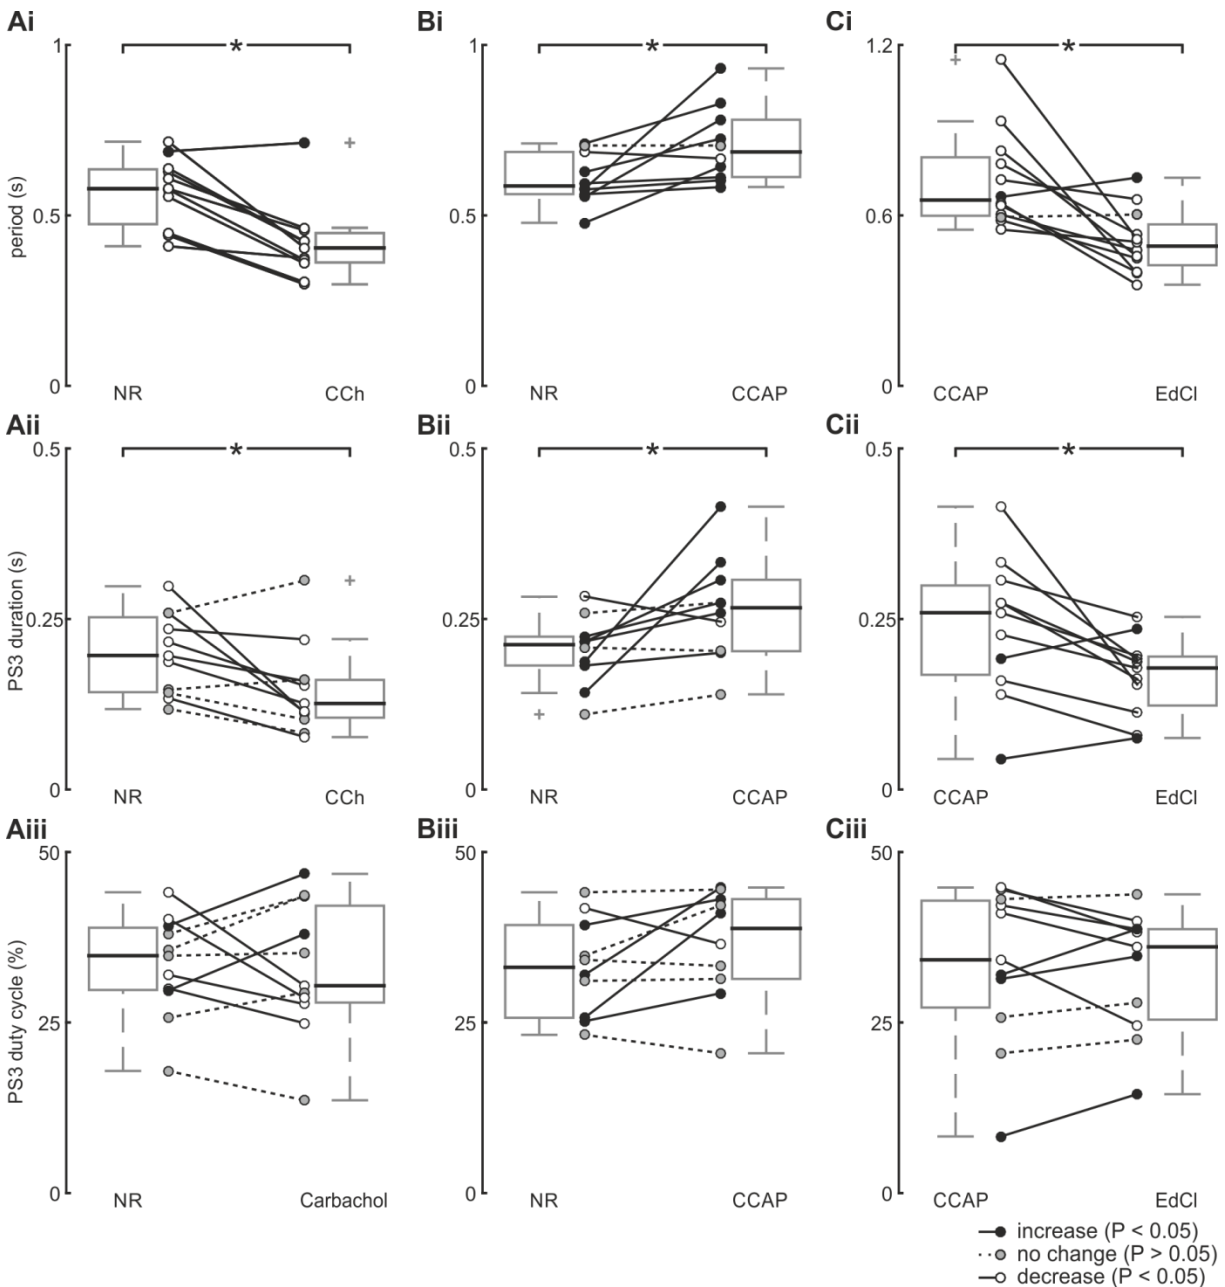 Ai
Bi
Ci
1
*
1
*
1.2
*
period (s)
0.5
0.5
0.6
0
0
0
NR
CCh
NR
CCAP
CCAP
EdCl
Aii
Bii
Cii
0.5
*
0.5
*
0.5
*
PS3 duration (s)
0.25
0.25
0.25
0
0
0
NR
CCh
NR
CCAP
CCAP
EdCl
Aiii
Biii
Ciii
50
50
50
PS3 duty cycle (%)
25
25
25
0
0
0
NR
Carbachol
NR
CCAP
CCAP
EdCl
increase (P < 0.05)
no change (P > 0.05)
decrease (P < 0.05)